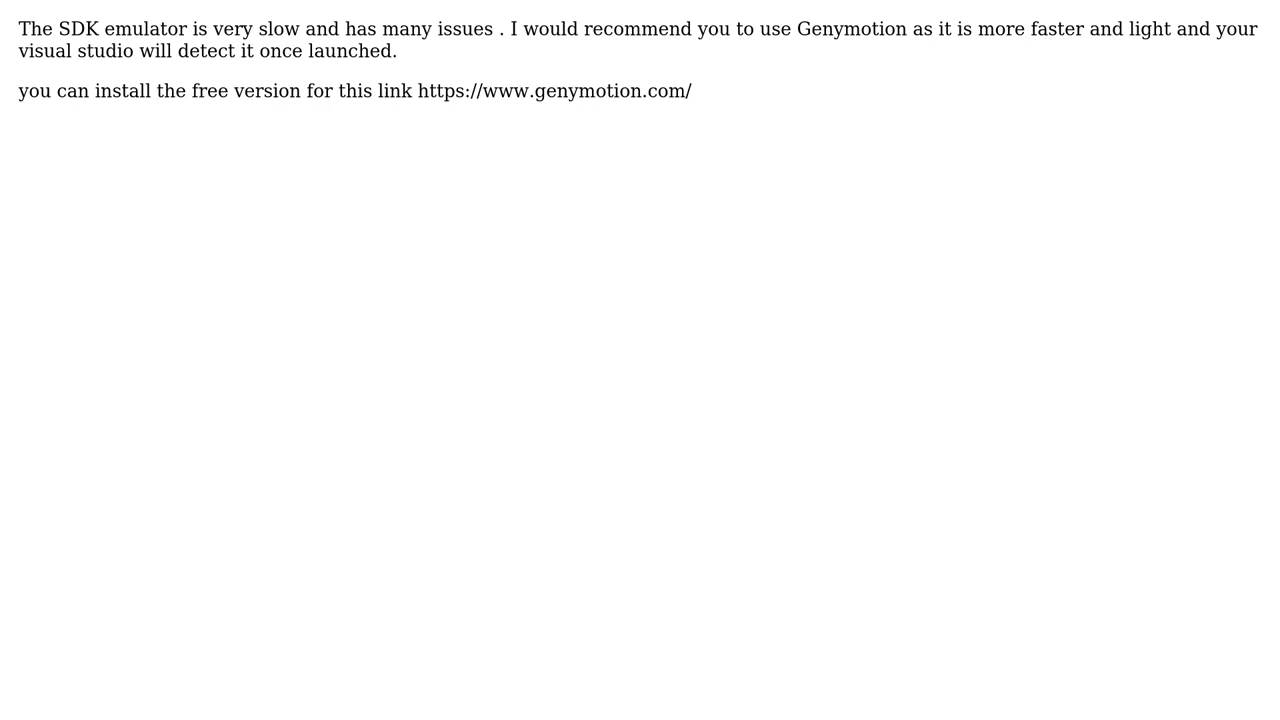 The SDK emulator is very slow and has many issues . I would recommend you to use Genymotion as it is more faster and light and your
visual studio will detect it once launched.
you can install the free version for this link https://www.genymotion.com/